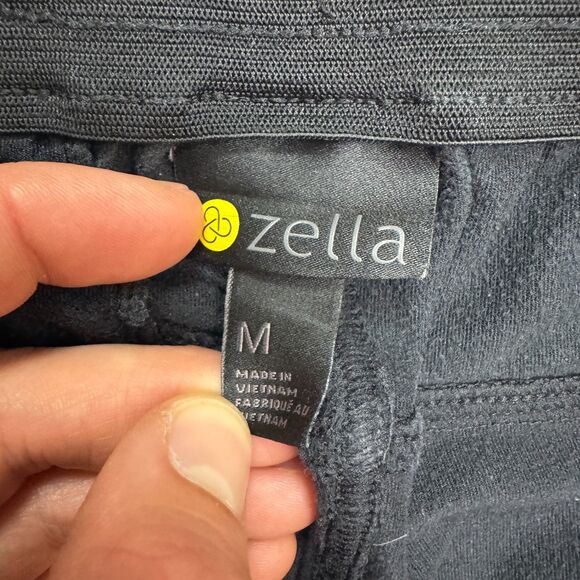 zella
M
MADE IN
VIETNAM
FABRIQUÉ AU
VIETNAM